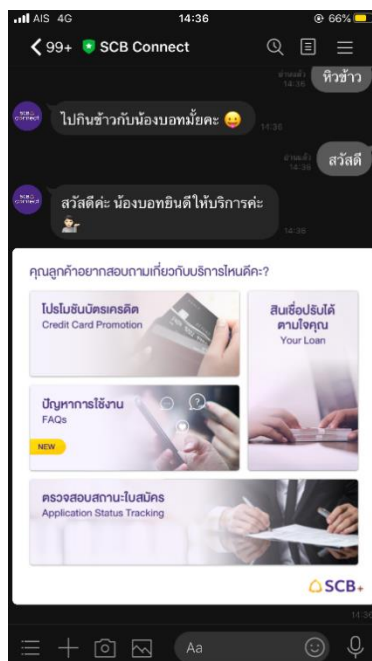 AIS 4G 14:36 66%
99+ SCB Connect
หิวข้าว
อ่านแล้ว
14:36
ไปกินข้าวกับน้องบอทมั้ยคะ 😛
14:36
สวัสดี
อ่านแล้ว
14:36
สวัสดีค่ะ น้องบอทยินดีให้บริการค่ะ
14:36
คุณลูกค้าอยากสอบถามเกี่ยวกับบริการไหนดีคะ?
โปรโมชันบัตรเครดิต
Credit Card Promotion
สินเชื่อปรับได้
ตามใจคุณ
Your Loan
ปัญหาการใช้งาน
FAQs
NEW
ตรวจสอบสถานะใบสมัคร
Application Status Tracking
SCB+
14:36
Aa